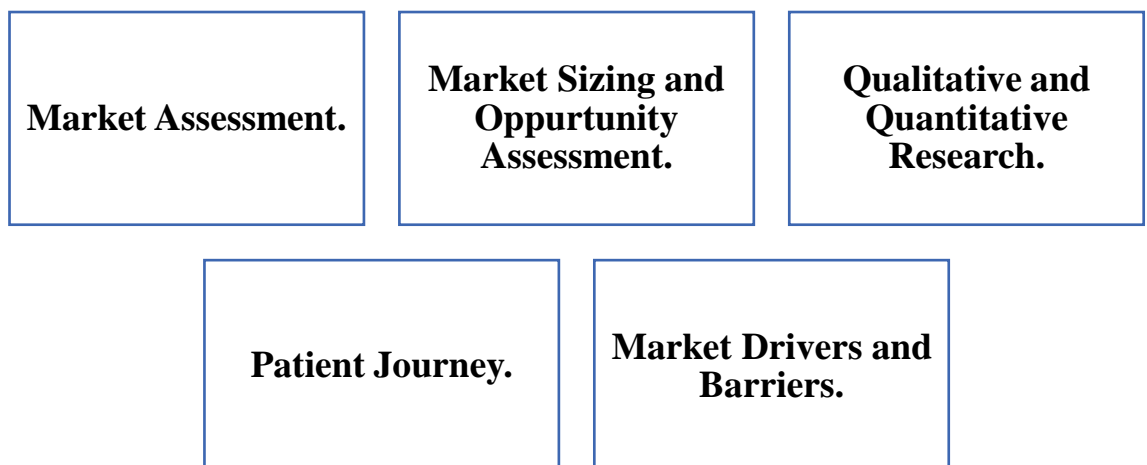 Market Assessment.
Market Sizing and
Oppurtunity
Assessment.
Qualitative and
Quantitative
Research.
Patient Journey.
Market Drivers and
Barriers.